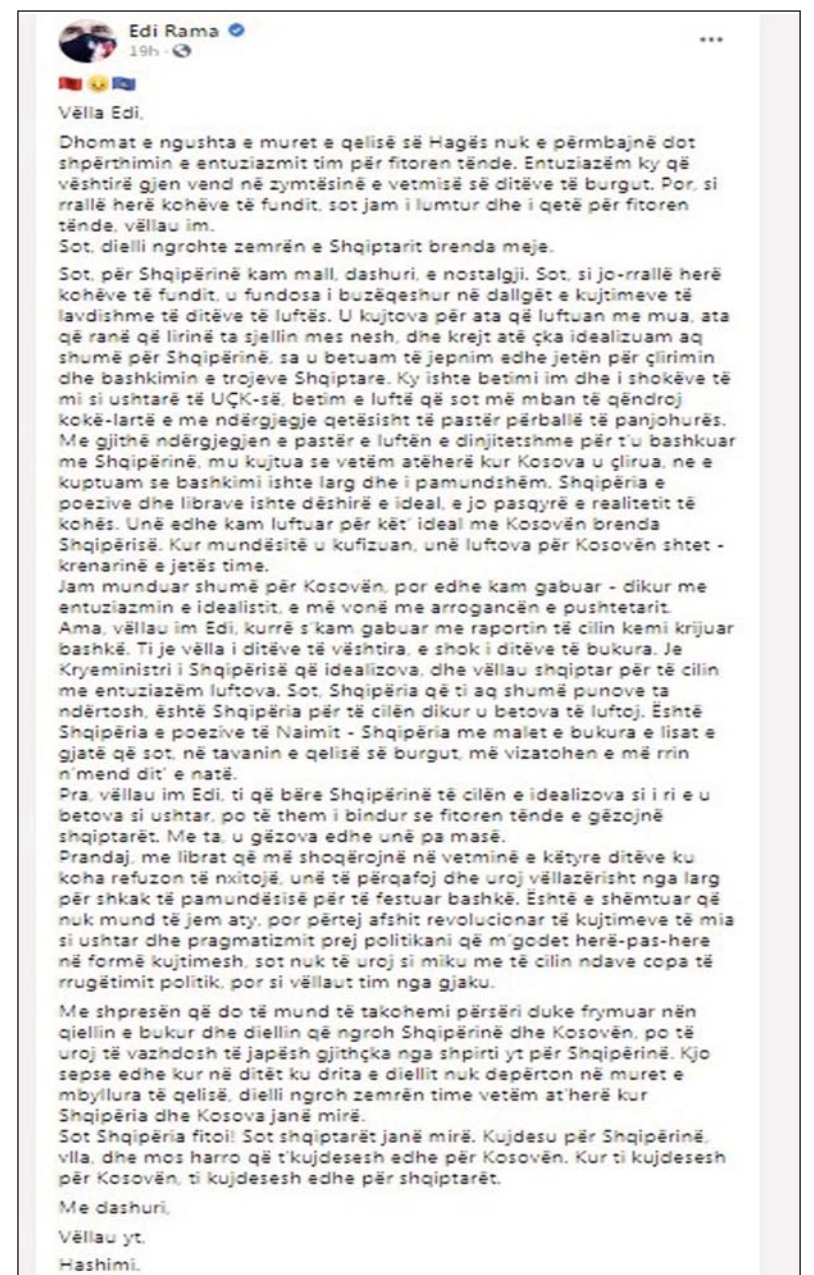 Edi Rama
19h ·
Vëlla Edi,
Dhomat e ngushta e muret e qelisë së Hagës nuk e përmbajnë dot
shpërthimin e entuziazmit tim për fitoren tënde. Entuziazëm ky që
vështirë gjen vend në zymtësinë e vetmisë së ditëve të burgut. Por, si
rrallë herë kohëve të fundit, sot jam i lumtur dhe i qetë për fitoren
tënde, vëllau im.
Sot, dielli ngrohte zemrën e Shqiptarit brenda meje.
Sot, për Shqipërinë kam mall, dashuri, e nostalgji. Sot, si jo-rrallë herë
kohëve të fundit, u fundosa i buzëqeshur në dallgët e kujtimeve të
lavdishme të ditëve të luftës. U kujtova për ata që luftuan me mua, ata
që ranë që lirinë ta sjellin mes nesh, dhe krejt atë çka idealizuam aq
shumë për Shqipërinë, sa u betuam të jepnim edhe jetën për çlirimin
dhe bashkimin e trojeve Shqiptare. Ky ishte betimi im dhe i shokëve të
mi si ushtarë të UÇK-së, betim e luftë që sot më mban të qëndroj
kokë-lartë e me ndërgjegje qetësisht të pastër përballë të panjohurës.
Me gjithë ndërgjegjen e pastër e luftën e dinjitetshme për t'u bashkuar
me Shqipërinë, mu kujtua se vetëm atëherë kur Kosova u çlirua, ne e
kuptuam se bashkimi ishte larg dhe i pamundshëm. Shqipëria e
poezive dhe librave ishte dëshirë e ideal, e jo pasqyrë e realitetit të
kohës. Unë edhe kam luftuar për kët' ideal me Kosovën brenda
Shqipërisë. Kur mundësitë u kufizuan, unë luftova për Kosovën shtet -
krenarinë e jetës time.
Jam munduar shumë për Kosovën, por edhe kam gabuar - dikur me
entuziazmin e idealistit, e më vonë me arrogancën e pushtetarit.
Ama, vëllau im Edi, kurrë s'kam gabuar me raportin të cilin kemi krijuar
bashkë. Ti je vëlla i ditëve të vështira, e shok i ditëve të bukura. Je
Kryeministri i Shqipërisë që idealizova, dhe vëllau shqiptar për të cilin
me entuziazëm luftova. Sot, Shqipëria që ti aq shumë punove ta
ndërtosh, është Shqipëria për të cilën dikur u betova të luftoj. Është
Shqipëria e poezive të Naimit - Shqipëria me malet e bukura e lisat e
gjatë që sot, në tavanin e qelisë së burgut, më vizatohen e më rrin
n'mend dit' e natë.
Pra, vëllau im Edi, ti që bëre Shqipërinë të cilën e idealizova si i ri e u
betova si ushtar, po të them i bindur se fitoren tënde e gëzojnë
shqiptarët. Me ta, u gëzova edhe unë pa masë.
Prandaj, me librat që më shoqërojnë në vetminë e këtyre ditëve ku
koha refuzon të nxitojë, unë të përqafoj dhe uroj vëllazërisht nga larg
për shkak të pamundësisë për të festuar bashkë. Është e shëmtuar që
nuk mund të jem aty, por përtej afshit revolucionar të kujtimeve të mia
si ushtar dhe pragmatizmit prej politikani që m'godet herë-pas-here
në formë kujtimesh, sot nuk të uroj si miku me të cilin ndave copa të
rrugëtimit politik, por si vëllaut tim nga gjaku.
Me shpresën që do të mund të takohemi përsëri duke frymuar nën
qiellin e bukur dhe diellin që ngroh Shqipërinë dhe Kosovën, po të
uroj të vazhdosh të japësh gjithçka nga shpirti yt për Shqipërinë. Kjo
sepse edhe kur në ditët ku drita e diellit nuk depërton në muret e
mbyllura të qelisë, dielli ngroh zemrën time vetëm at'herë kur
Shqipëria dhe Kosova janë mirë.
Sot Shqipëria fitoi! Sot shqiptarët janë mirë. Kujdesu për Shqipërinë,
vlla, dhe mos harro që t'kujdesesh edhe për Kosovën. Kur ti kujdesesh
për Kosovën, ti kujdesesh edhe për shqiptarët.
Me dashuri,
Vëllau yt,
Hashimi.